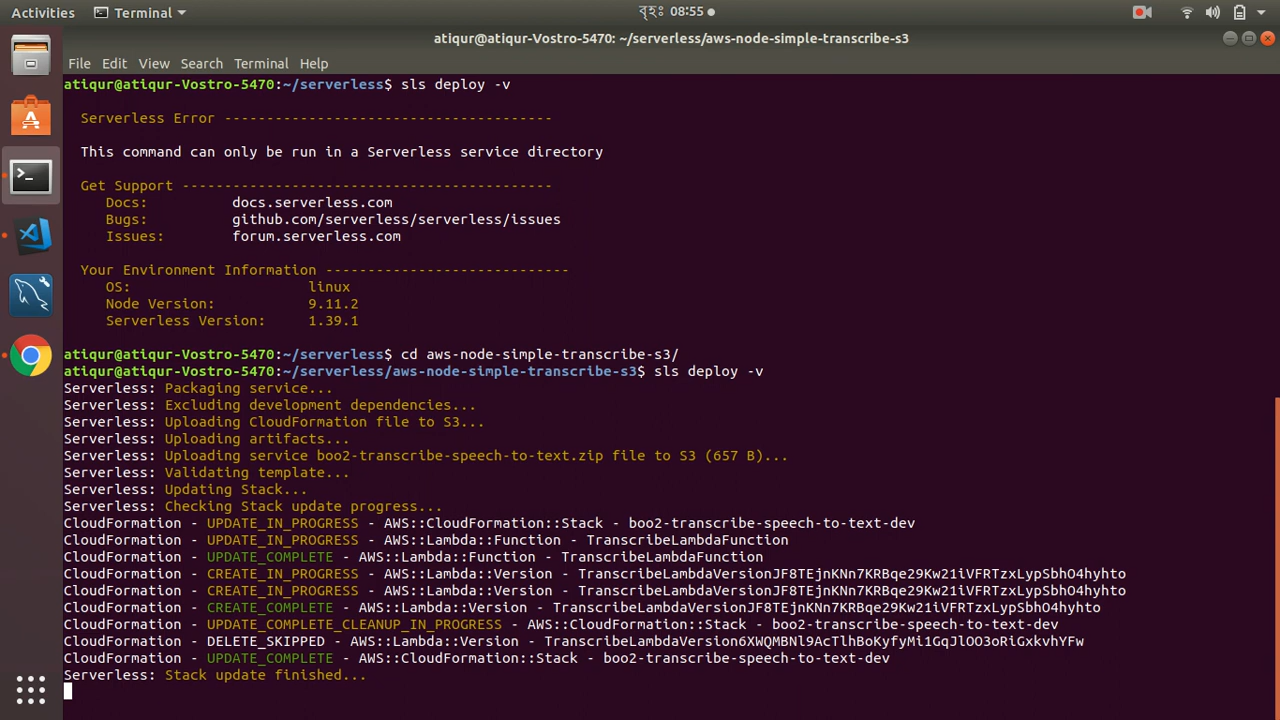 Activities Terminal বৃহঃ 08:55
atiqur@atiqur-Vostro-5470: ~/serverless/aws-node-simple-transcribe-s3
File Edit View Search Terminal Help
atiqur@atiqur-Vostro-5470:~/serverless$ sls deploy -v
Serverless Error ---------------------------------------
This command can only be run in a Serverless service directory
Get Support --------------------------------------------
Docs: docs.serverless.com
Bugs: github.com/serverless/serverless/issues
Issues: forum.serverless.com
Your Environment Information -----------------------------
OS: linux
Node Version: 9.11.2
Serverless Version: 1.39.1
atiqur@atiqur-Vostro-5470:~/serverless$ cd aws-node-simple-transcribe-s3/
atiqur@atiqur-Vostro-5470:~/serverless/aws-node-simple-transcribe-s3$ sls deploy -v
Serverless: Packaging service...
Serverless: Excluding development dependencies...
Serverless: Uploading CloudFormation file to S3...
Serverless: Uploading artifacts...
Serverless: Uploading service boo2-transcribe-speech-to-text.zip file to S3 (657 B)...
Serverless: Validating template...
Serverless: Updating Stack...
Serverless: Checking Stack update progress...
CloudFormation - UPDATE_IN_PROGRESS - AWS::CloudFormation::Stack - boo2-transcribe-speech-to-text-dev
CloudFormation - UPDATE_IN_PROGRESS - AWS::Lambda::Function - TranscribeLambdaFunction
CloudFormation - UPDATE_COMPLETE - AWS::Lambda::Function - TranscribeLambdaFunction
CloudFormation - CREATE_IN_PROGRESS - AWS::Lambda::Version - TranscribeLambdaVersionJF8TEjnKNn7KRBqe29Kw21iVFRTzxLypSbhO4hyhto
CloudFormation - CREATE_IN_PROGRESS - AWS::Lambda::Version - TranscribeLambdaVersionJF8TEjnKNn7KRBqe29Kw21iVFRTzxLypSbhO4hyhto
CloudFormation - CREATE_COMPLETE - AWS::Lambda::Version - TranscribeLambdaVersionJF8TEjnKNn7KRBqe29Kw21iVFRTzxLypSbhO4hyhto
CloudFormation - UPDATE_COMPLETE_CLEANUP_IN_PROGRESS - AWS::CloudFormation::Stack - boo2-transcribe-speech-to-text-dev
CloudFormation - DELETE_SKIPPED - AWS::Lambda::Version - TranscribeLambdaVersion6XWQMBNl9AcTlhBoKyfyMi1GqJlOO3oRiGxkvhYFw
CloudFormation - UPDATE_COMPLETE - AWS::CloudFormation::Stack - boo2-transcribe-speech-to-text-dev
Serverless: Stack update finished...